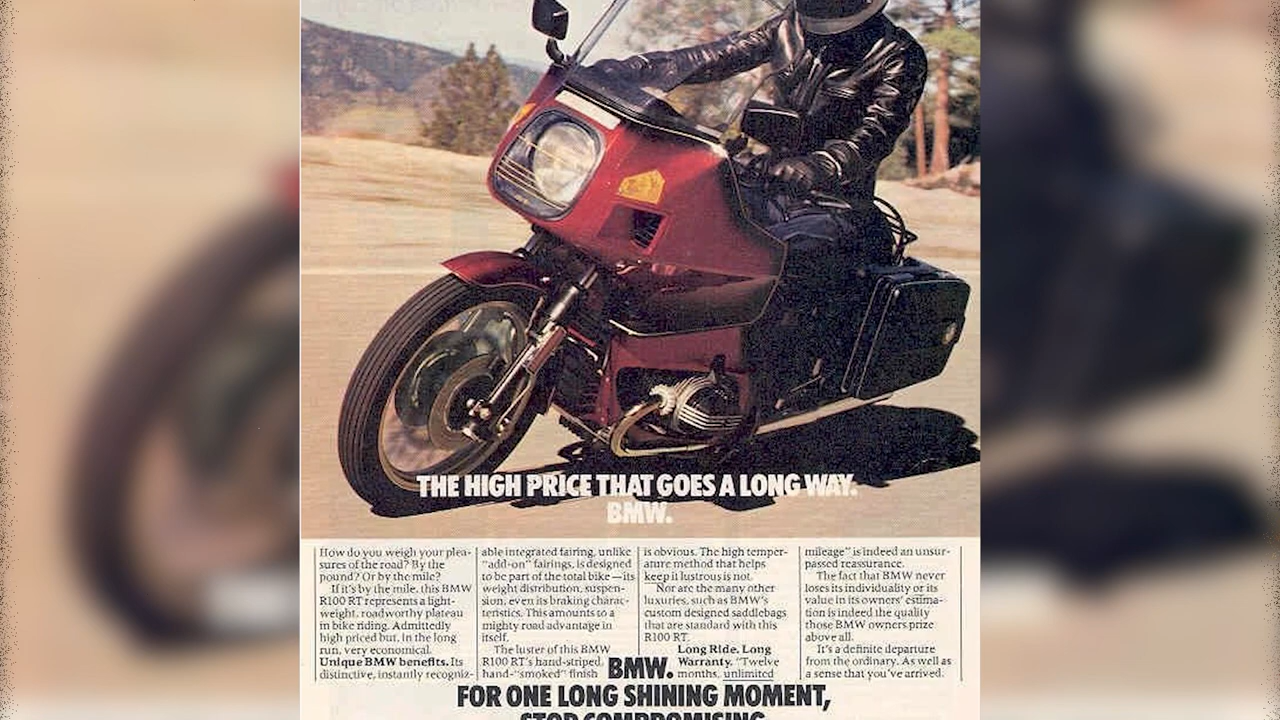 THE HIGH PRICE THAT GOES A LONG WAY.
BMW.
How do you weigh your plea-
sures of the road? By the
pound? Or by the mile?
If it's by the mile, this BMW
R100 RT represents a light-
weight, roadworthy plateau
in bike riding. Admittedly
high priced but, in the long
run, very economical.
Unique BMW benefits. Its
distinctive, instantly recogniz-
able integrated fairing, unlike
"add-on" fairings, is designed
to be part of the total bike—its
weight distribution, suspen-
sion, even its braking charac-
teristics. This amounts to a
mighty road advantage in
itself.
The luster of this BMW
R100 RT's hand-striped,
hand-"smoked" finish
is obvious. The high temper-
ature method that helps
keep it lustrous is not.
Nor are the many other
luxuries, such as BMW's
custom designed saddlebags
that are standard with this
R100 RT.
Long Ride. Long
Warranty. "Twelve
months, unlimited
mileage" is indeed an unsur-
passed reassurance.
The fact that BMW never
loses its individuality or its
value in its owners' estima-
tion is indeed the quality
those BMW owners prize
above all.
It's a definite departure
from the ordinary. As well as
a sense that you've arrived.
BMW.
FOR ONE LONG SHINING MOMENT,
STOP COMPROMISING.